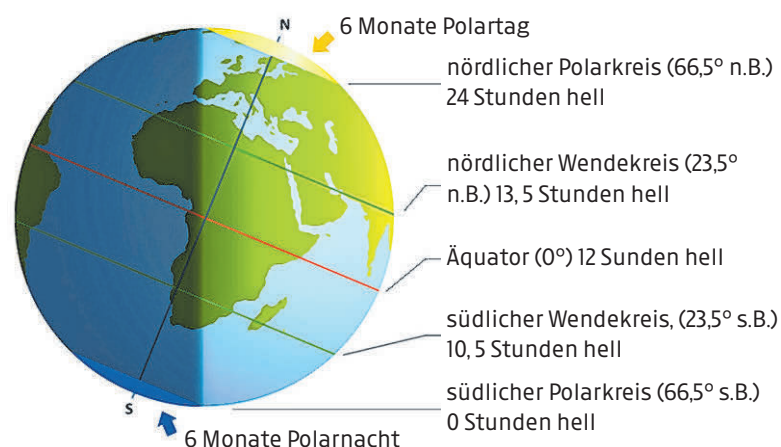 N
6 Monate Polartag
nördlicher Polarkreis (66,5° n.B.)
24 Stunden hell
nördlicher Wendekreis (23,5°
n.B.) 13, 5 Stunden hell
Äquator (0°) 12 Sunden hell
südlicher Wendekreis, (23,5° s.B.)
10, 5 Stunden hell
südlicher Polarkreis (66,5° s.B.)
0 Stunden hell
S
6 Monate Polarnacht